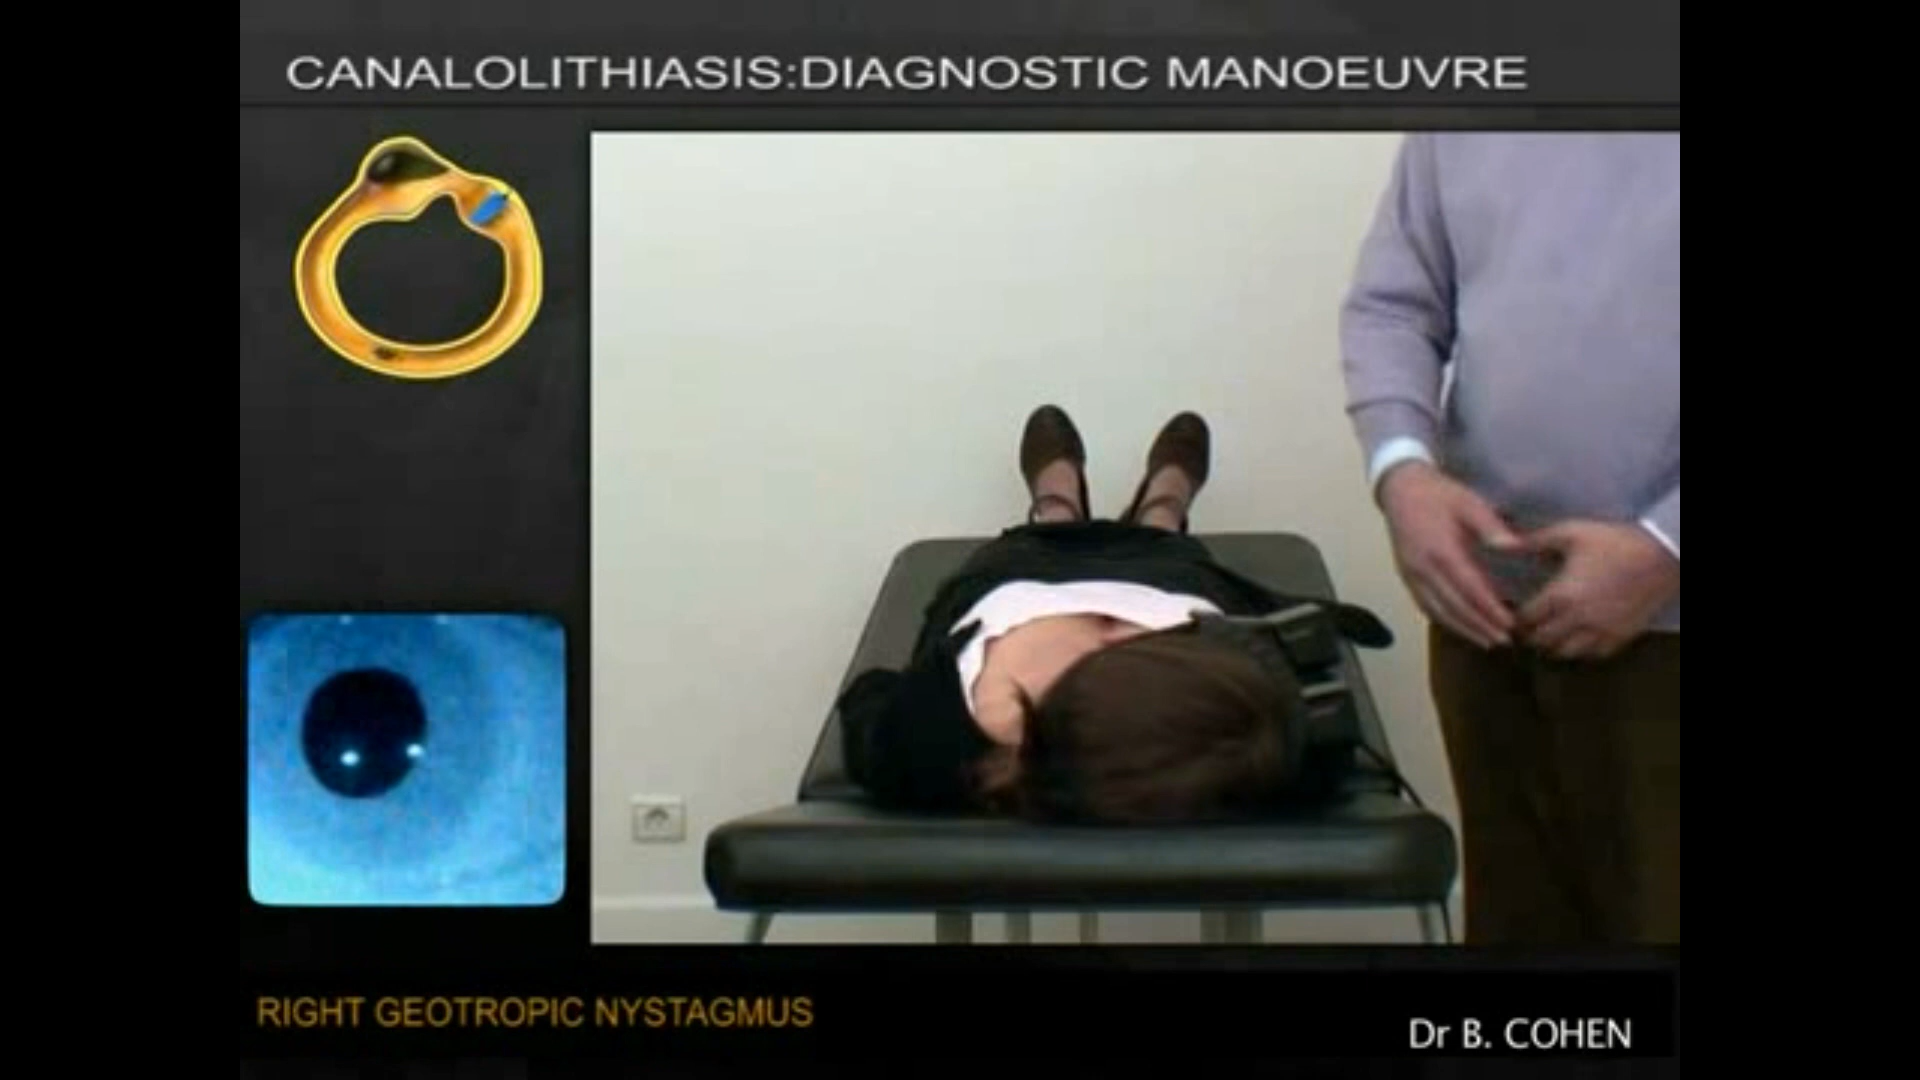 CANALOLITHIASIS:DIAGNOSTIC MANOEUVRE
RIGHT GEOTROPIC NYSTAGMUS
Dr B. COHEN